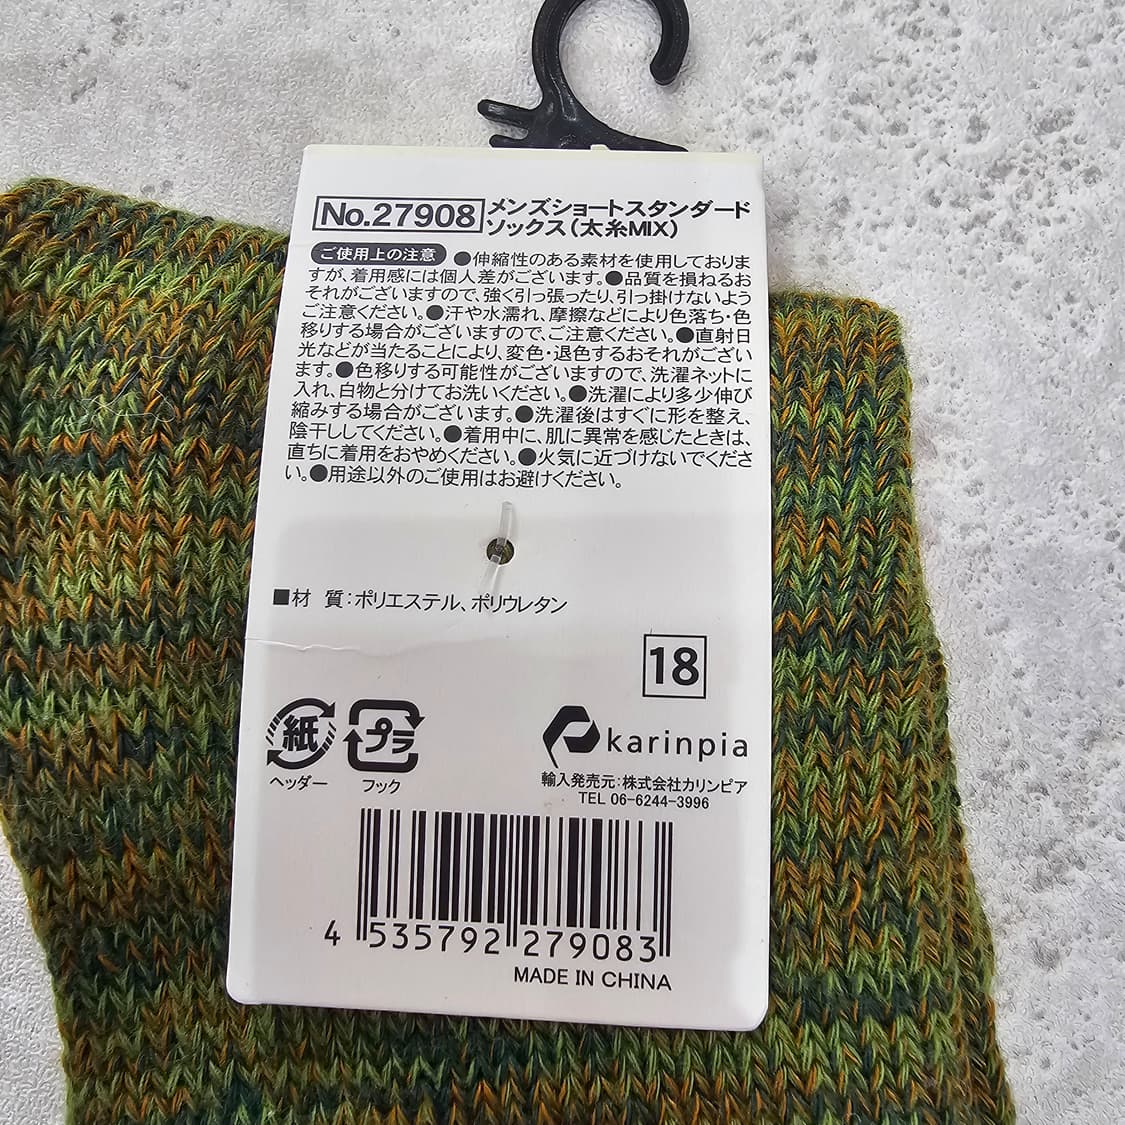 No.27908 メンズショートスタンダード
ソックス(太糸MIX)
ご使用上の注意 ●伸縮性のある素材を使用しておりま
すが、着用感には個人差がございます。●品質を損ねるお
それがございますので、強く引っ張ったり、引っ掛けないよう
ご注意ください。●汗や水濡れ、摩擦などにより色落ち・色
移りする場合がございますので、ご注意ください。●直射日
光などが当たることにより、変色・退色するおそれがござい
ます。●色移りする可能性がございますので、洗濯ネットに
入れ、白物と分けてお洗いください。●洗濯により多少伸び
縮みする場合がございます。●洗濯後はすぐに形を整え、
陰干ししてください。●着用中に、肌に異常を感じたときは、
直ちに着用をおやめください。●火気に近づけないでくださ
い。●用途以外のご使用はお避けください。
■材 質:ポリエステル、ポリウレタン
18
紙 プラ karinpia
ヘッダー フック 輸入発売元:株式会社カリンピア
TEL 06-6244-3996
4 535792 279083
MADE IN CHINA